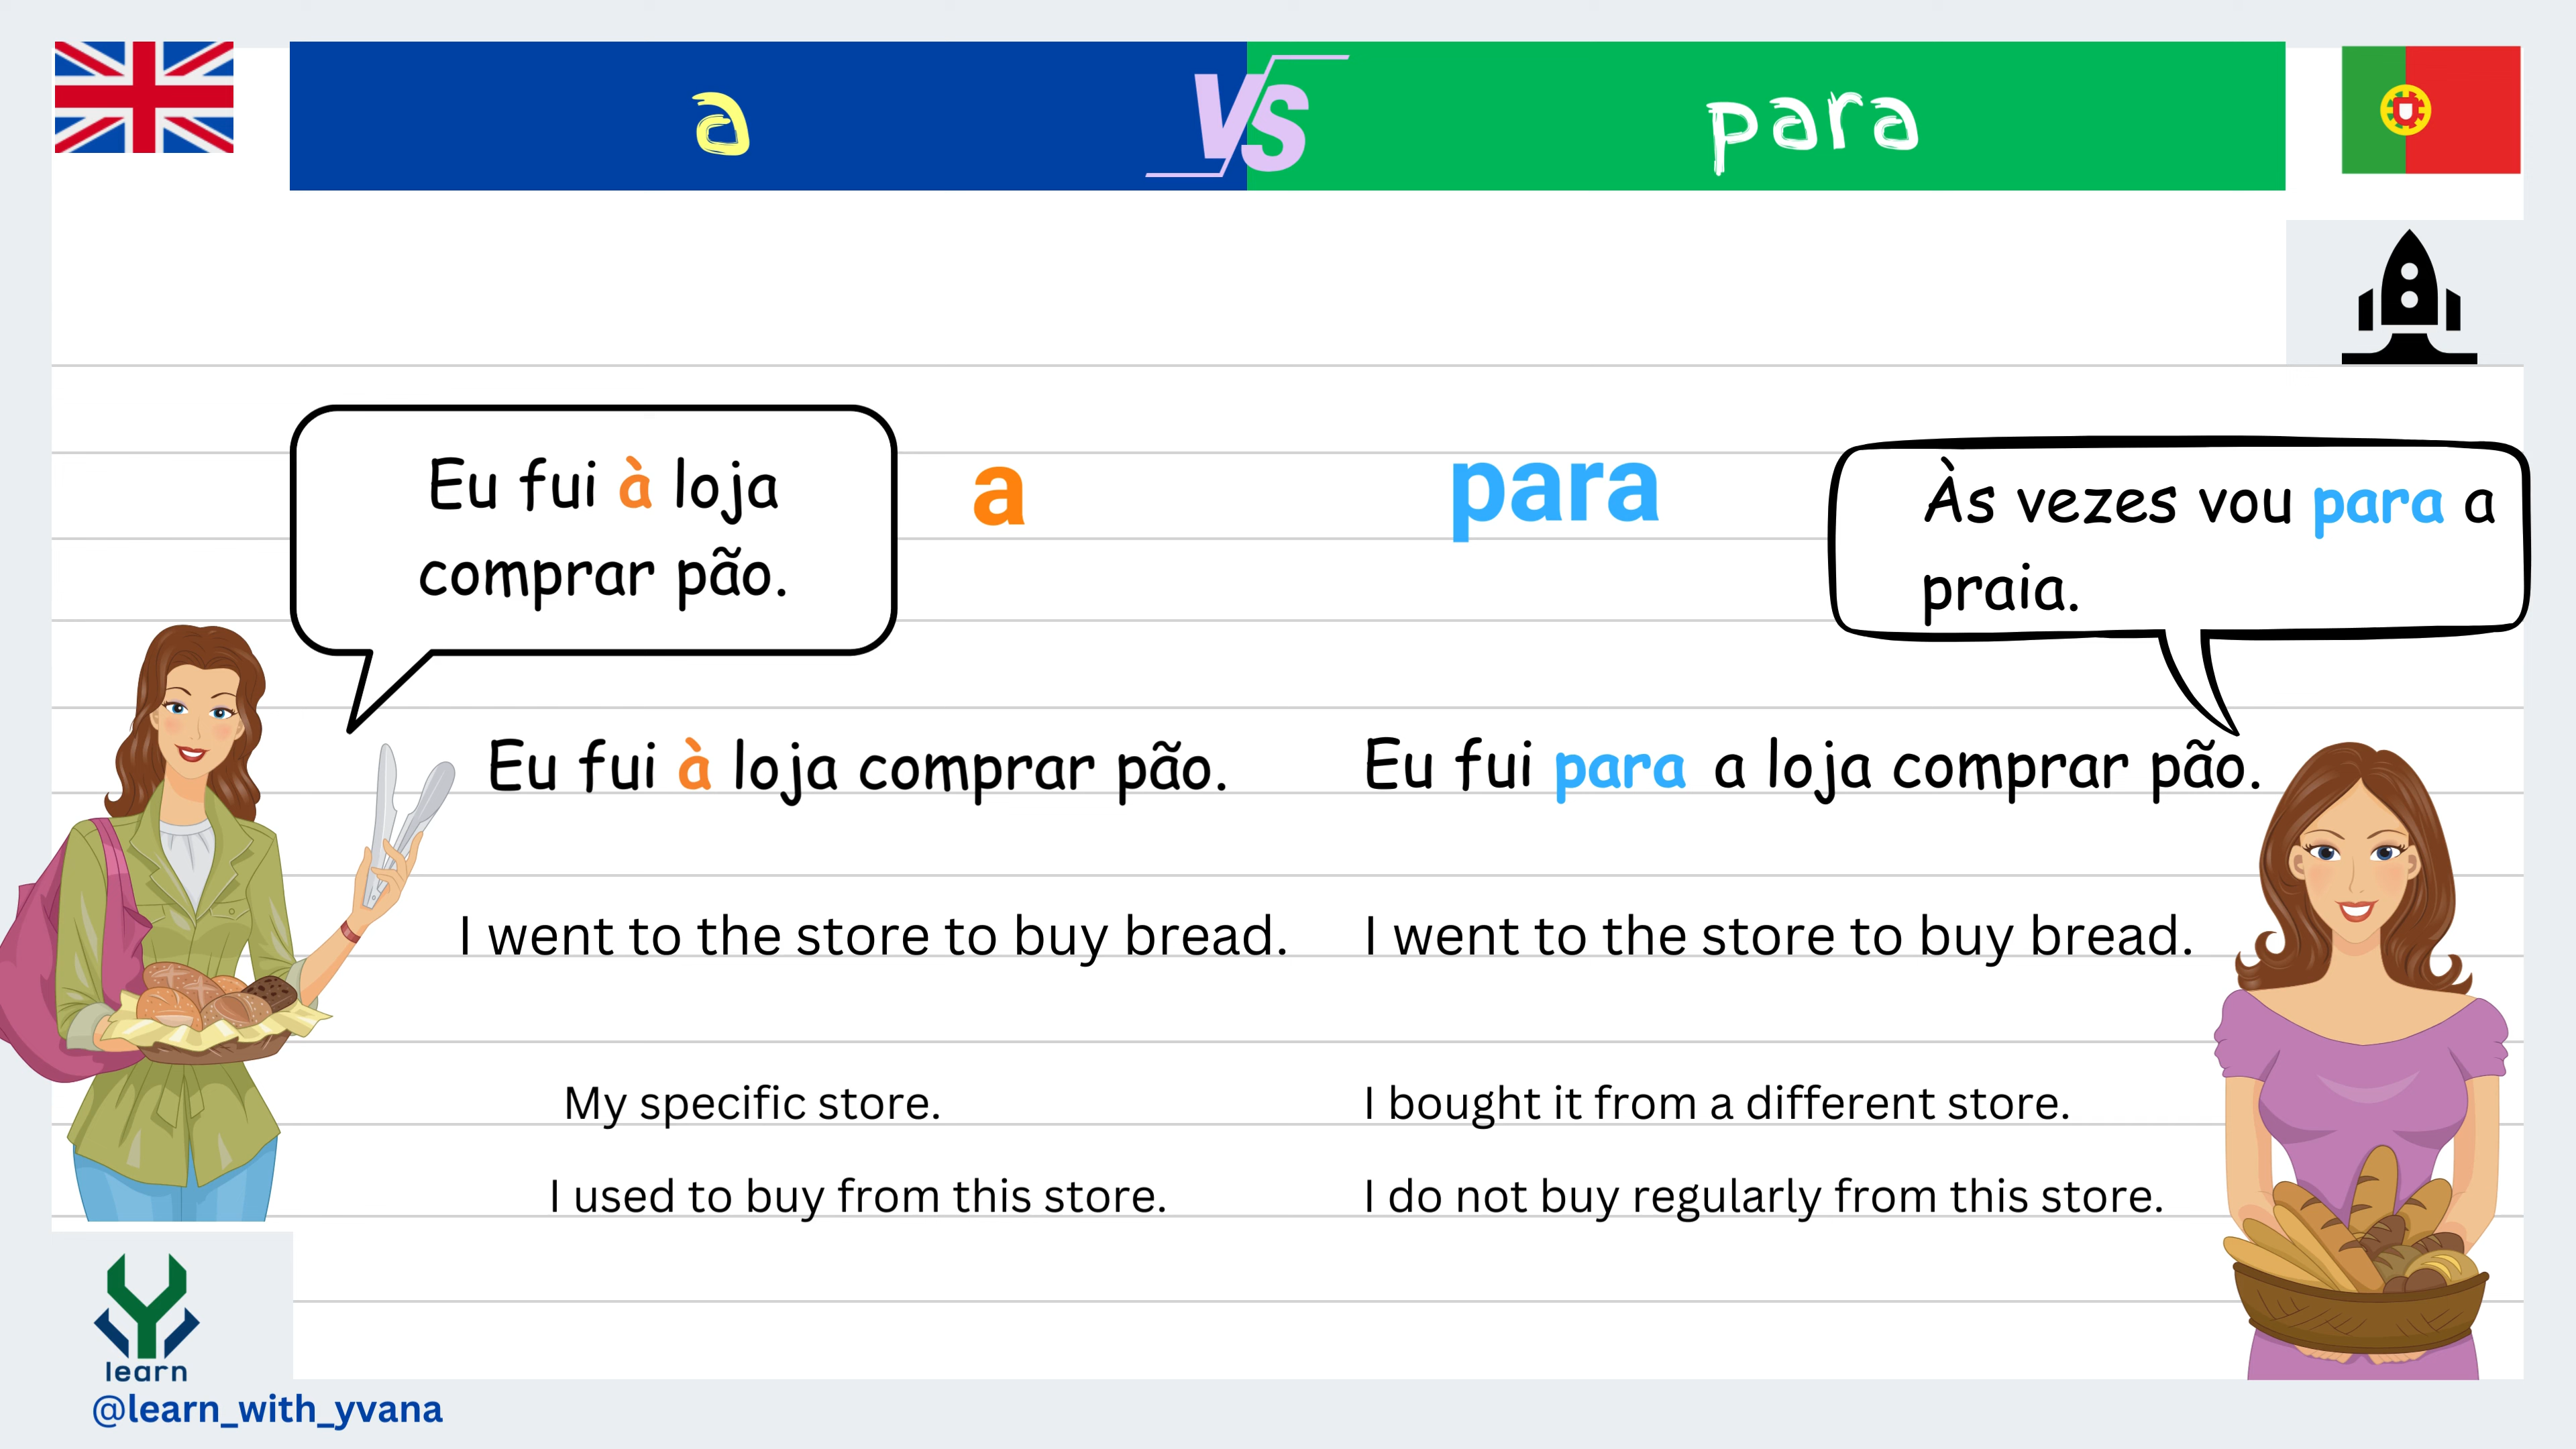 a VS para
Eu fui à loja
comprar pão.
a
para
Às vezes vou para a
praia.
Eu fui à loja comprar pão.
Eu fui para a loja comprar pão.
I went to the store to buy bread.
I went to the store to buy bread.
My specific store.
I bought it from a different store.
I used to buy from this store.
I do not buy regularly from this store.
learn
@learn_with_yvana